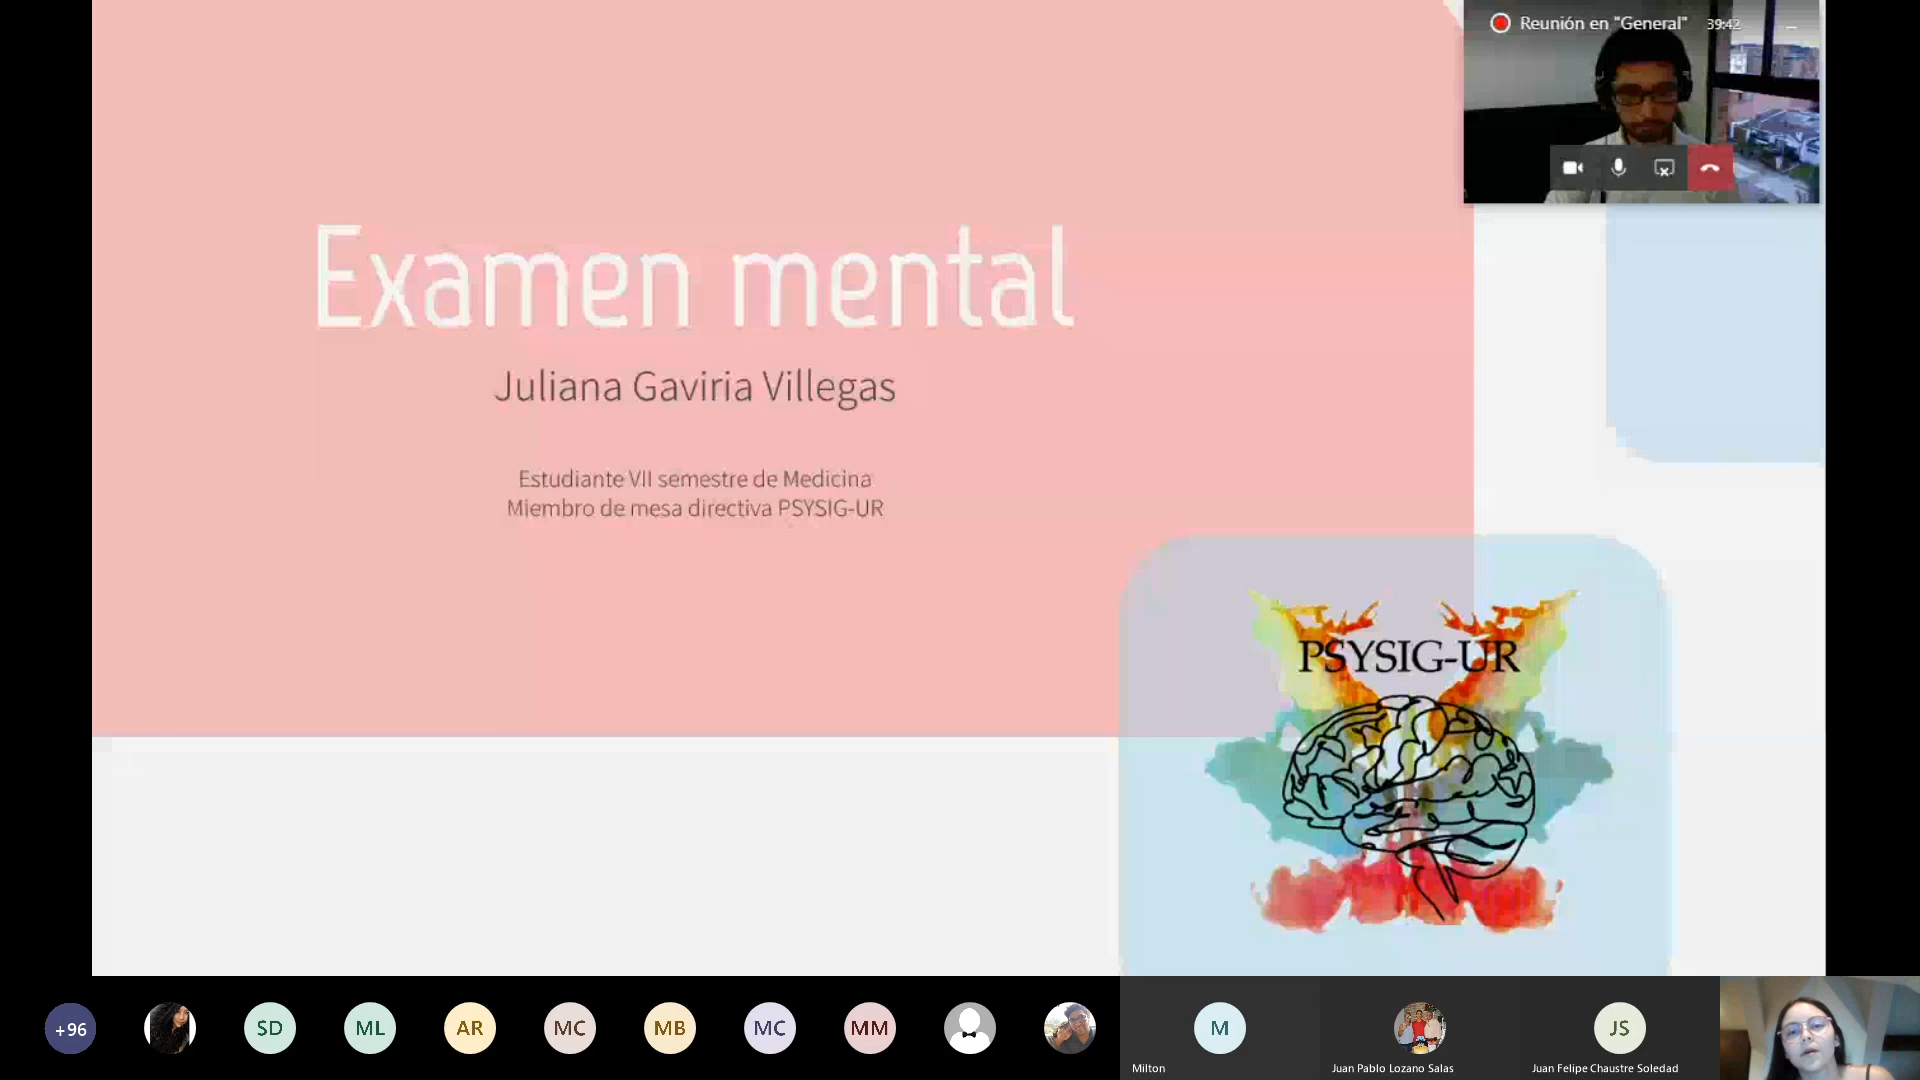 Reunión en "General" 39:42
Examen mental
Juliana Gaviria Villegas
Estudiante VII semestre de Medicina
Miembro de mesa directiva PSYSIG-UR
PSYSIG-UR
+96
SD
ML
AR
MC
MB
MC
MM
M
JS
Milton
Juan Pablo Lozano Salas
Juan Felipe Chaustre Soledad